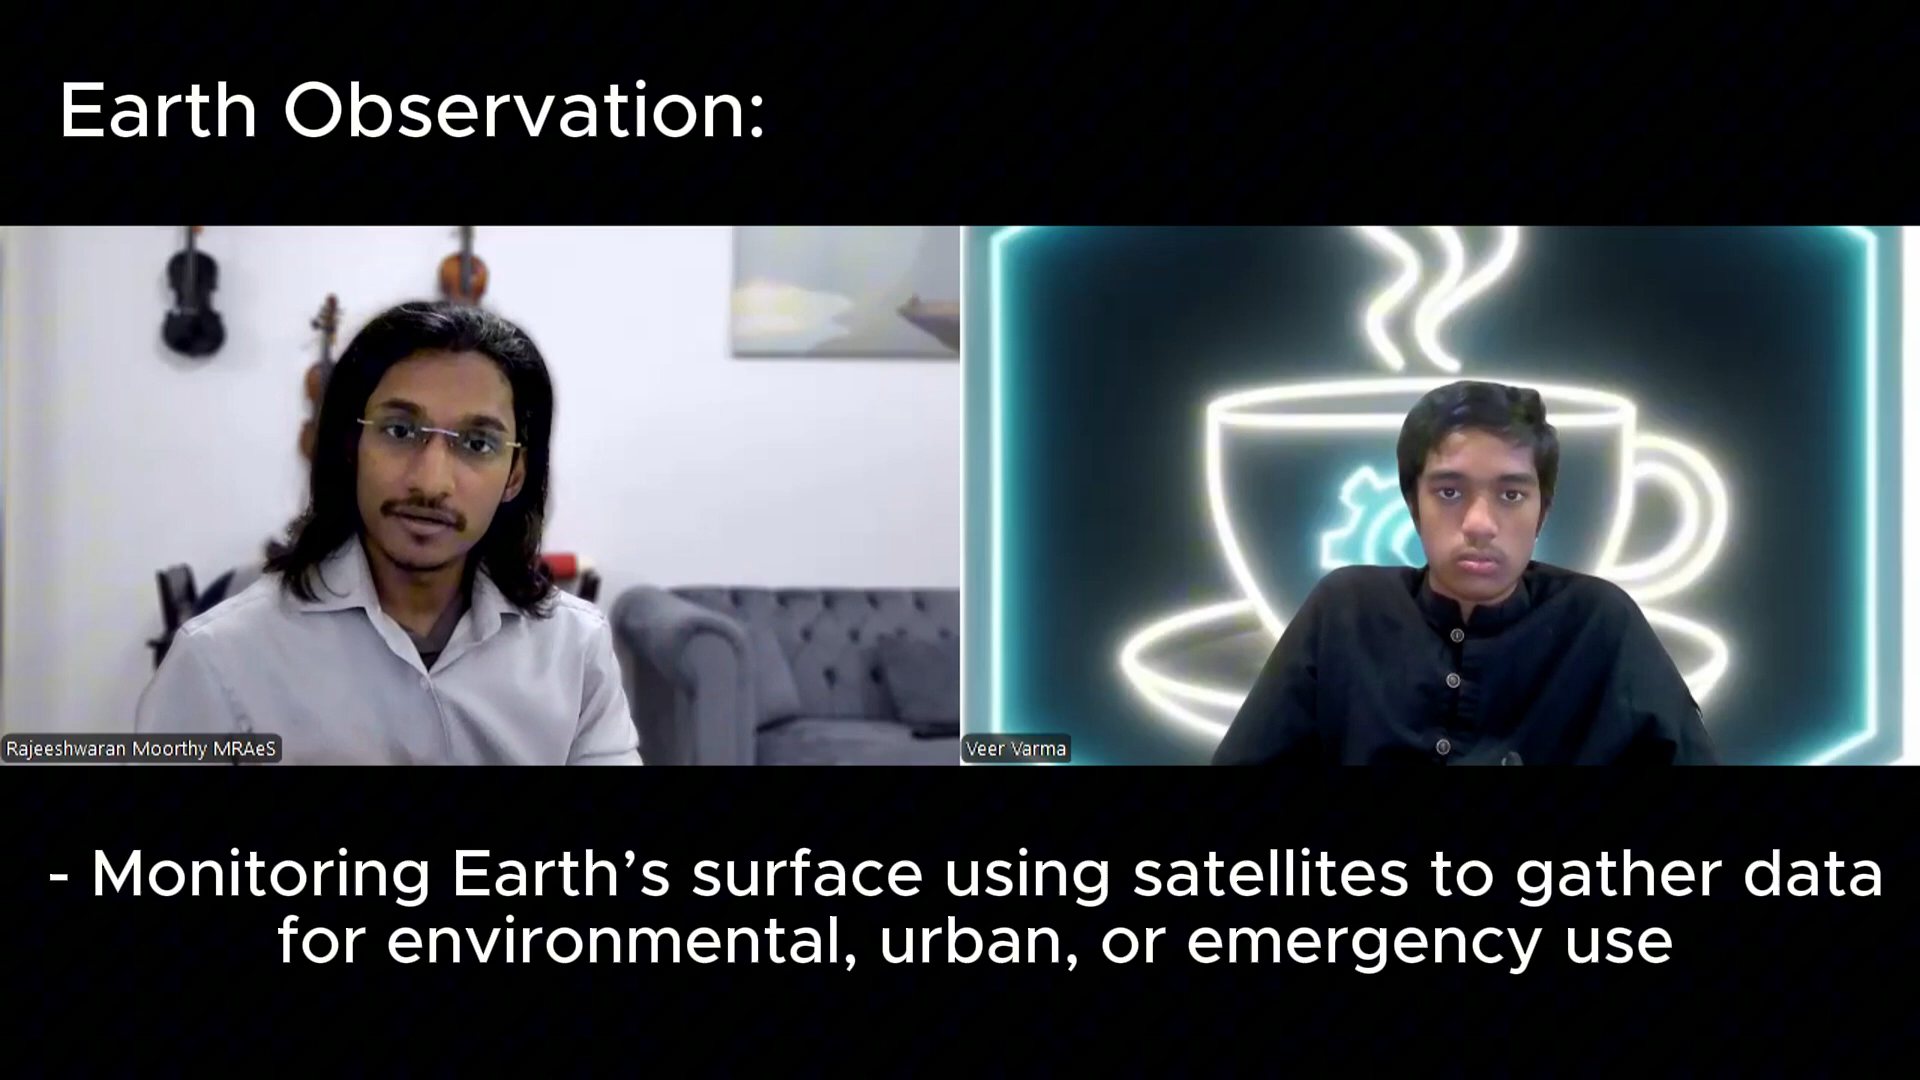 Earth Observation:
Rajeeshwaran Moorthy MRAeS
Veer Varma
- Monitoring Earth’s surface using satellites to gather data
for environmental, urban, or emergency use